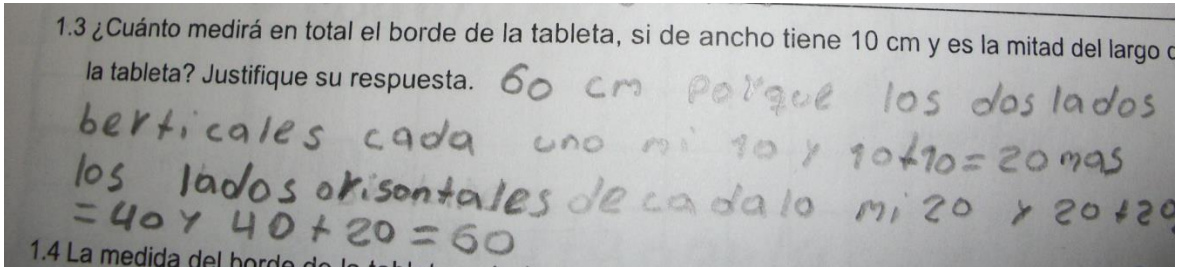 1.3 ¿Cuánto medirá en total el borde de la tableta, si de ancho tiene 10 cm y es la mitad del largo d
la tableta? Justifique su respuesta. 60 cm porque los dos lados
berticales cada uno mi 10 y 10+10=20 mas
los lados orisontales de cada lo mi 20 y 20+20
=40 y 40+20=60
1.4 La medida del borde de la